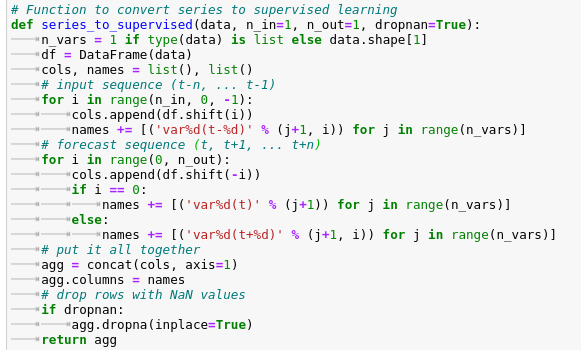 # Function to convert series to supervised learning
def series_to_supervised(data, n_in=1, n_out=1, dropnan=True):
	n_vars = 1 if type(data) is list else data.shape[1]
	df = DataFrame(data)
	cols, names = list(), list()
	# input sequence (t-n, ... t-1)
	for i in range(n_in, 0, -1):
		cols.append(df.shift(i))
		names += [('var%d(t-%d)' % (j+1, i)) for j in range(n_vars)]
	# forecast sequence (t, t+1, ... t+n)
	for i in range(0, n_out):
		cols.append(df.shift(-i))
		if i == 0:
			names += [('var%d(t)' % (j+1)) for j in range(n_vars)]
		else:
			names += [('var%d(t+%d)' % (j+1, i)) for j in range(n_vars)]
	# put it all together
	agg = concat(cols, axis=1)
	agg.columns = names
	# drop rows with NaN values
	if dropnan:
		agg.dropna(inplace=True)
	return agg